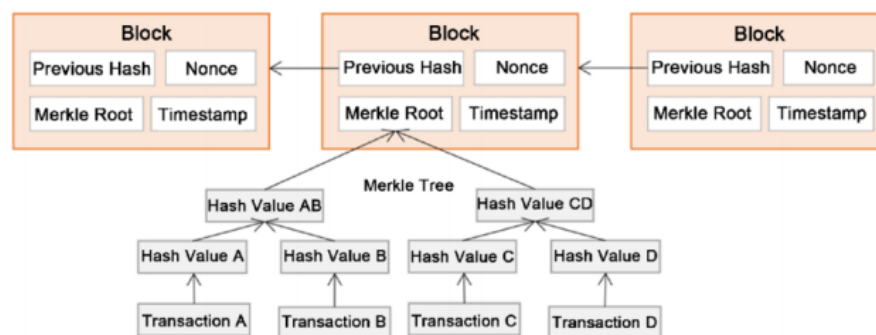 Block Block Block
Previous Hash Nonce Previous Hash Nonce Previous Hash Nonce
Merkle Root Timestamp Merkle Root Timestamp Merkle Root Timestamp
Merkle Tree
Hash Value AB Hash Value CD
Hash Value A Hash Value B Hash Value C Hash Value D
Transaction A Transaction B Transaction C Transaction D